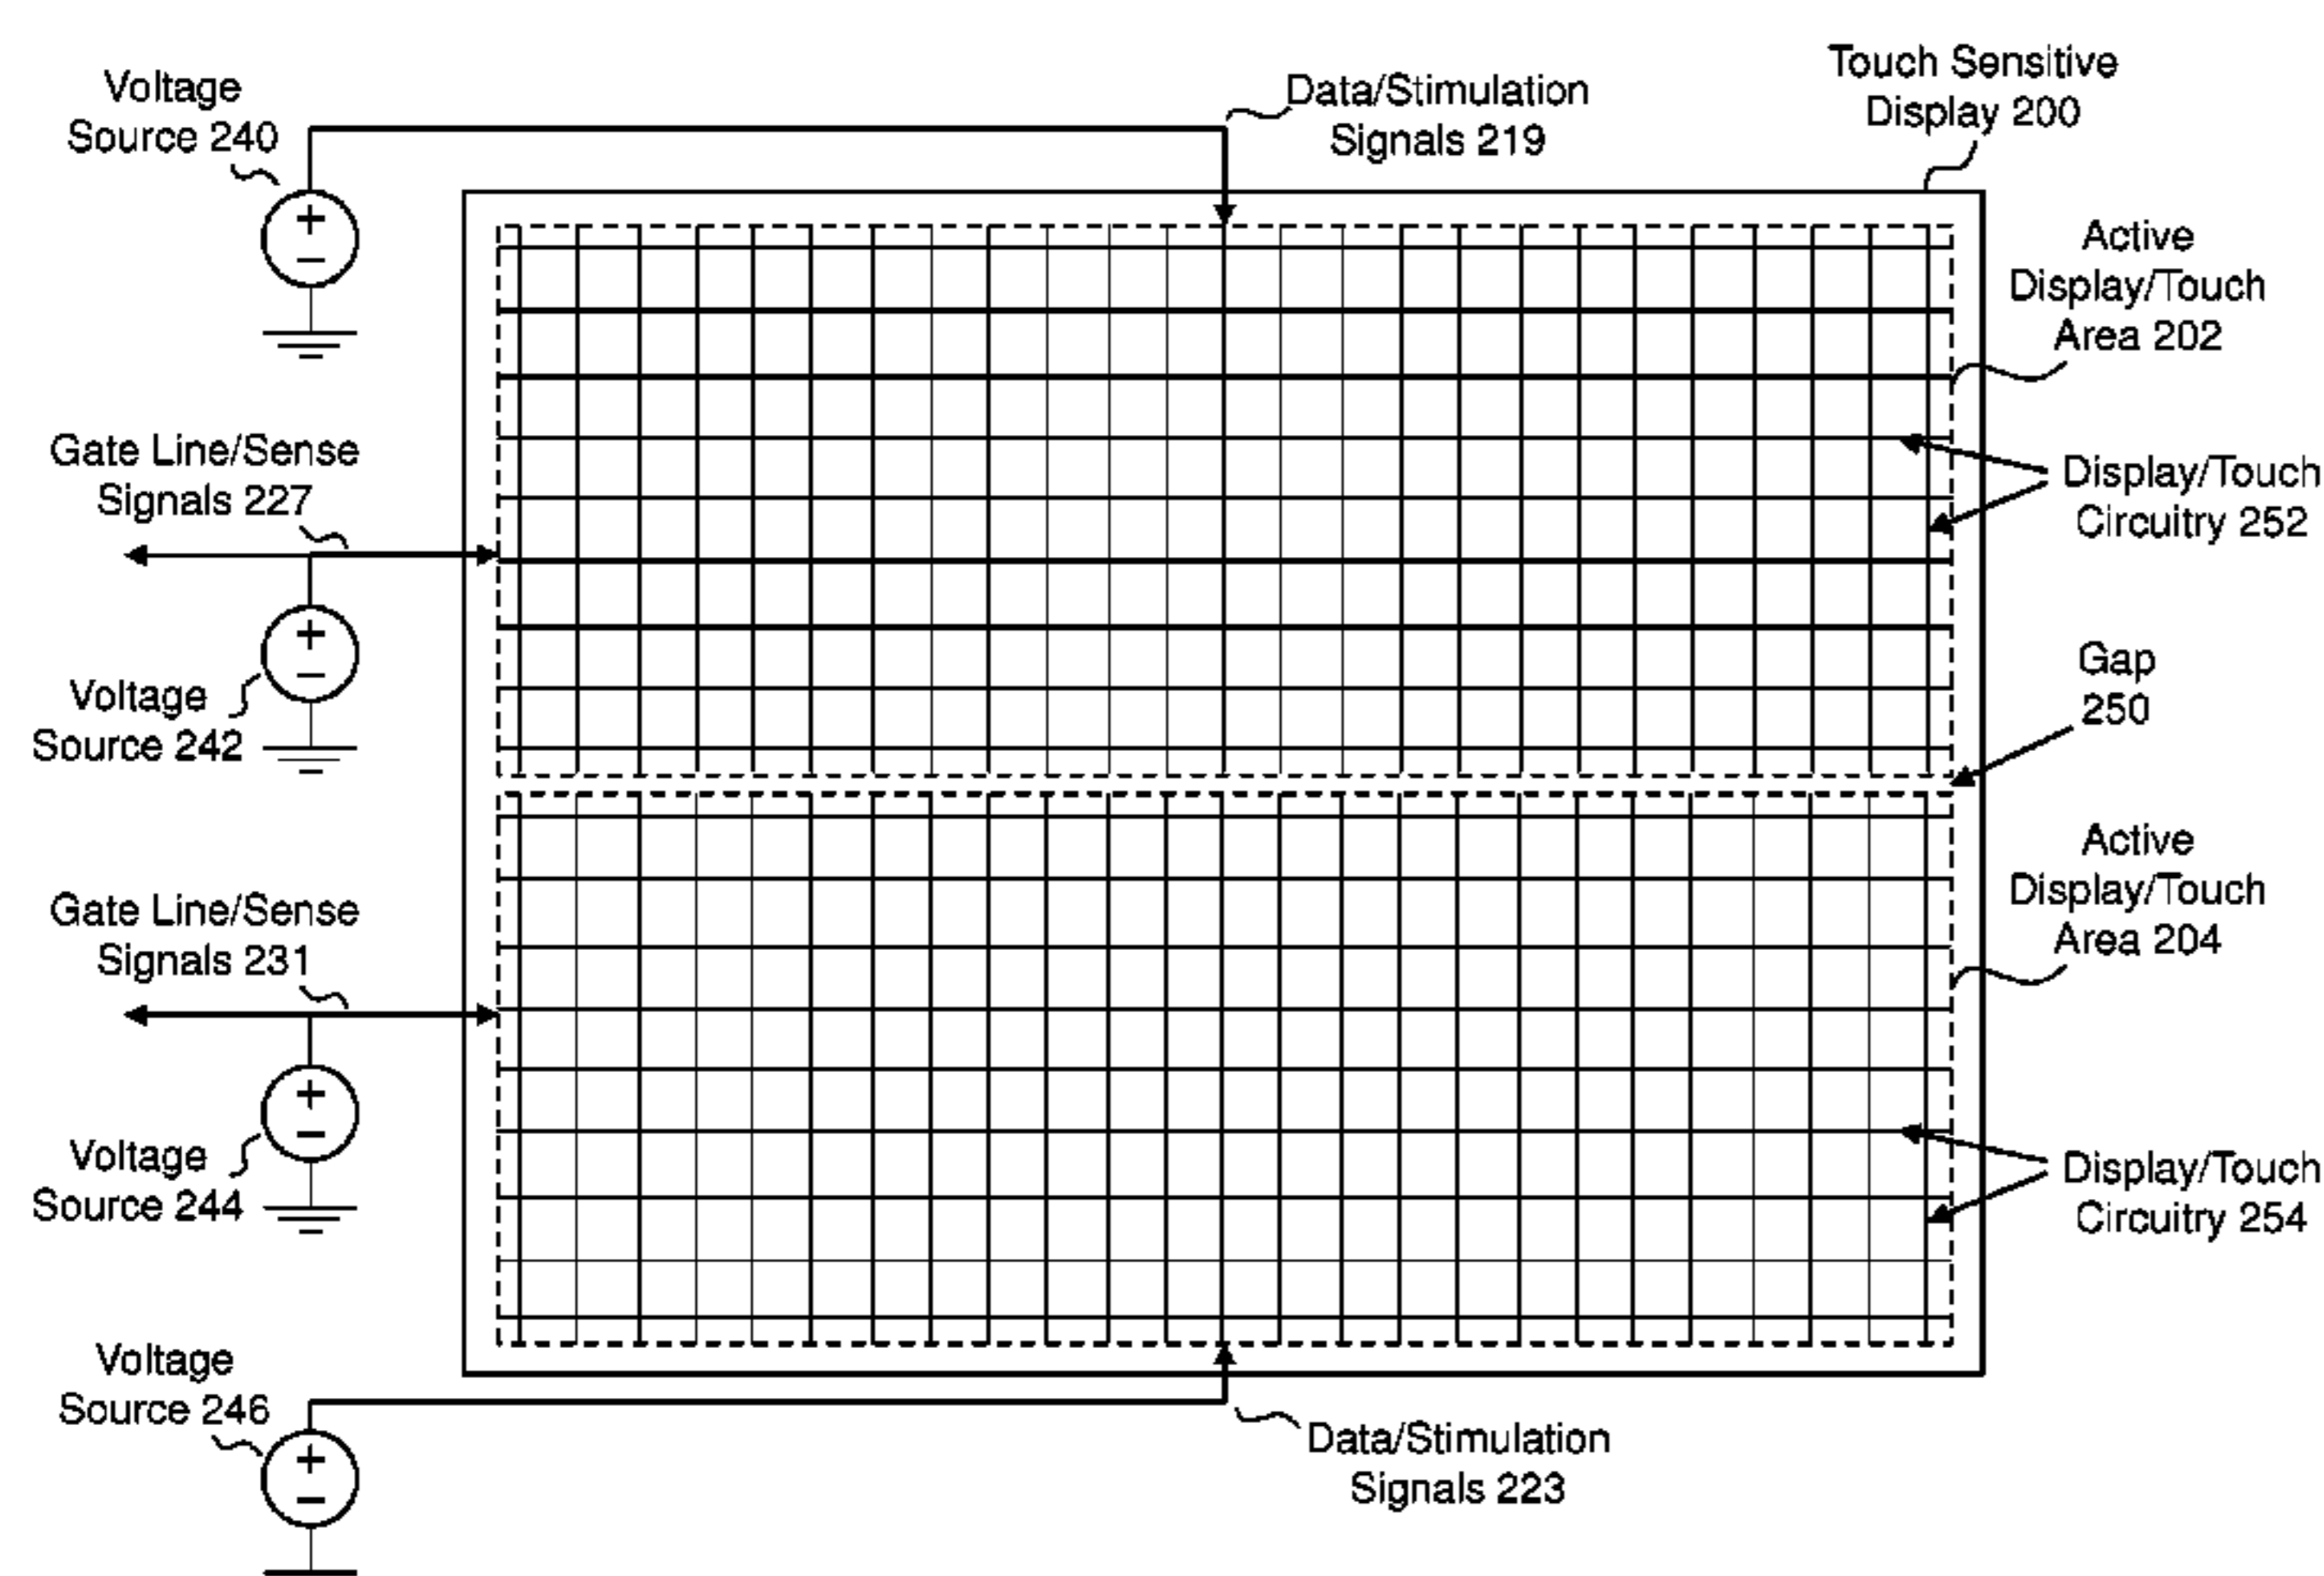 Voltage
Source 240
Data/Stimulation
Signals 219
Touch Sensitive
Display 200
+
−
Active
Display/Touch
Area 202
Gate Line/Sense
Signals 227
Display/Touch
Circuitry 252
+
−
Voltage
Source 242
Gap
250
Active
Display/Touch
Area 204
Gate Line/Sense
Signals 231
+
−
Voltage
Source 244
Display/Touch
Circuitry 254
Voltage
Source 246
+
−
Data/Stimulation
Signals 223